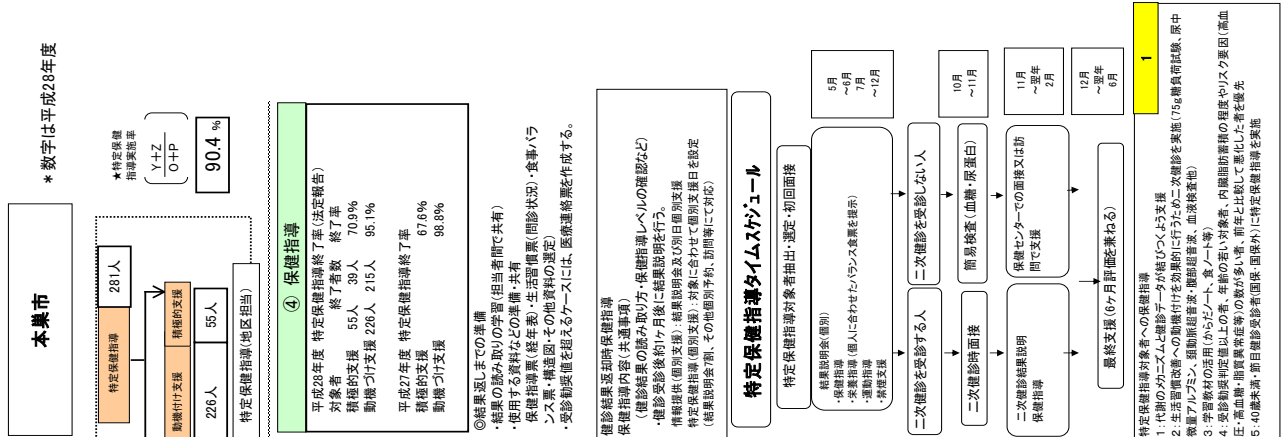 本巣市
＊数字は平成28年度
特定保健指導
281人
★特定保健
指導実施率
Y+Z
O+P
90.4 %
動機付け支援
積極的支援
226人
55人
特定保健指導(地区担当)
④ 保健指導
平成28年度 特定保健指導終了率(法定報告)
対象者 終了者数 終了率
積極的支援 55人 39人 70.9%
動機づけ支援 226人 215人 95.1%
平成27年度 特定保健指導終了率
積極的支援 67.6%
動機づけ支援 98.8%
◎結果返しまでの準備
・結果の読み取りの学習(担当者間で共有)
・使用する資料などの準備・共有
保健指導票(経年表)・生活習慣票(問診状況)・食事バラ
ンス票・構造図・その他資料の選定)
・受診勧奨値を超えるケースには、医療連絡票を作成する。
健診結果返却時保健指導
保健指導内容(共通事項)
(健診結果の読み取り方・保健指導レベルの確認など)
・健診受診後約1ヶ月後に結果説明を行う。
情報提供(個別支援):結果説明会及び別日個別支援
特定保健指導(個別支援):対象に合わせて個別支援日を設定
(結果説明会7割、その他個別予約、訪問等にて対応)
特定保健指導タイムスケジュール
特定保健指導対象者抽出・選定・初回面接
結果説明会(個別)
・保健指導
・栄養指導(個人に合わせたバランス食票を提示)
・運動指導
・禁煙支援
5月
~6月
7月
~12月
二次健診を受診する人
二次健診を受診しない人
二次健診時面接
簡易検査(血糖・尿蛋白)
10月
~11月
二次健診結果説明
保健指導
保健センターでの面接又は訪
問で支援
11月
~翌年
2月
最終支援(6ヶ月評価を兼ねる)
12月
~翌年
6月
1
特定保健指導対象者への保健指導
1:代謝のメカニズムと健診データが結びつくよう支援
2:生活習慣改善への動機付けを効果的に行うため二次健診を実施(75g糖負荷試験、尿中
微量アルブミン、頚動脈超音波・腹部超音波、血液検査他)
3:学習教材の活用(からだノート、食ノート等)
4:受診勧奨判定値以上の者、年齢の若い対象者、内臓脂肪蓄積の程度やリスク要因(高血
圧・高血糖・脂質異常症等)の数が多い者、前年と比較して悪化した者を優先
5:40歳未満・節目健診受診者(国保・国保外)に特定保健指導を実施